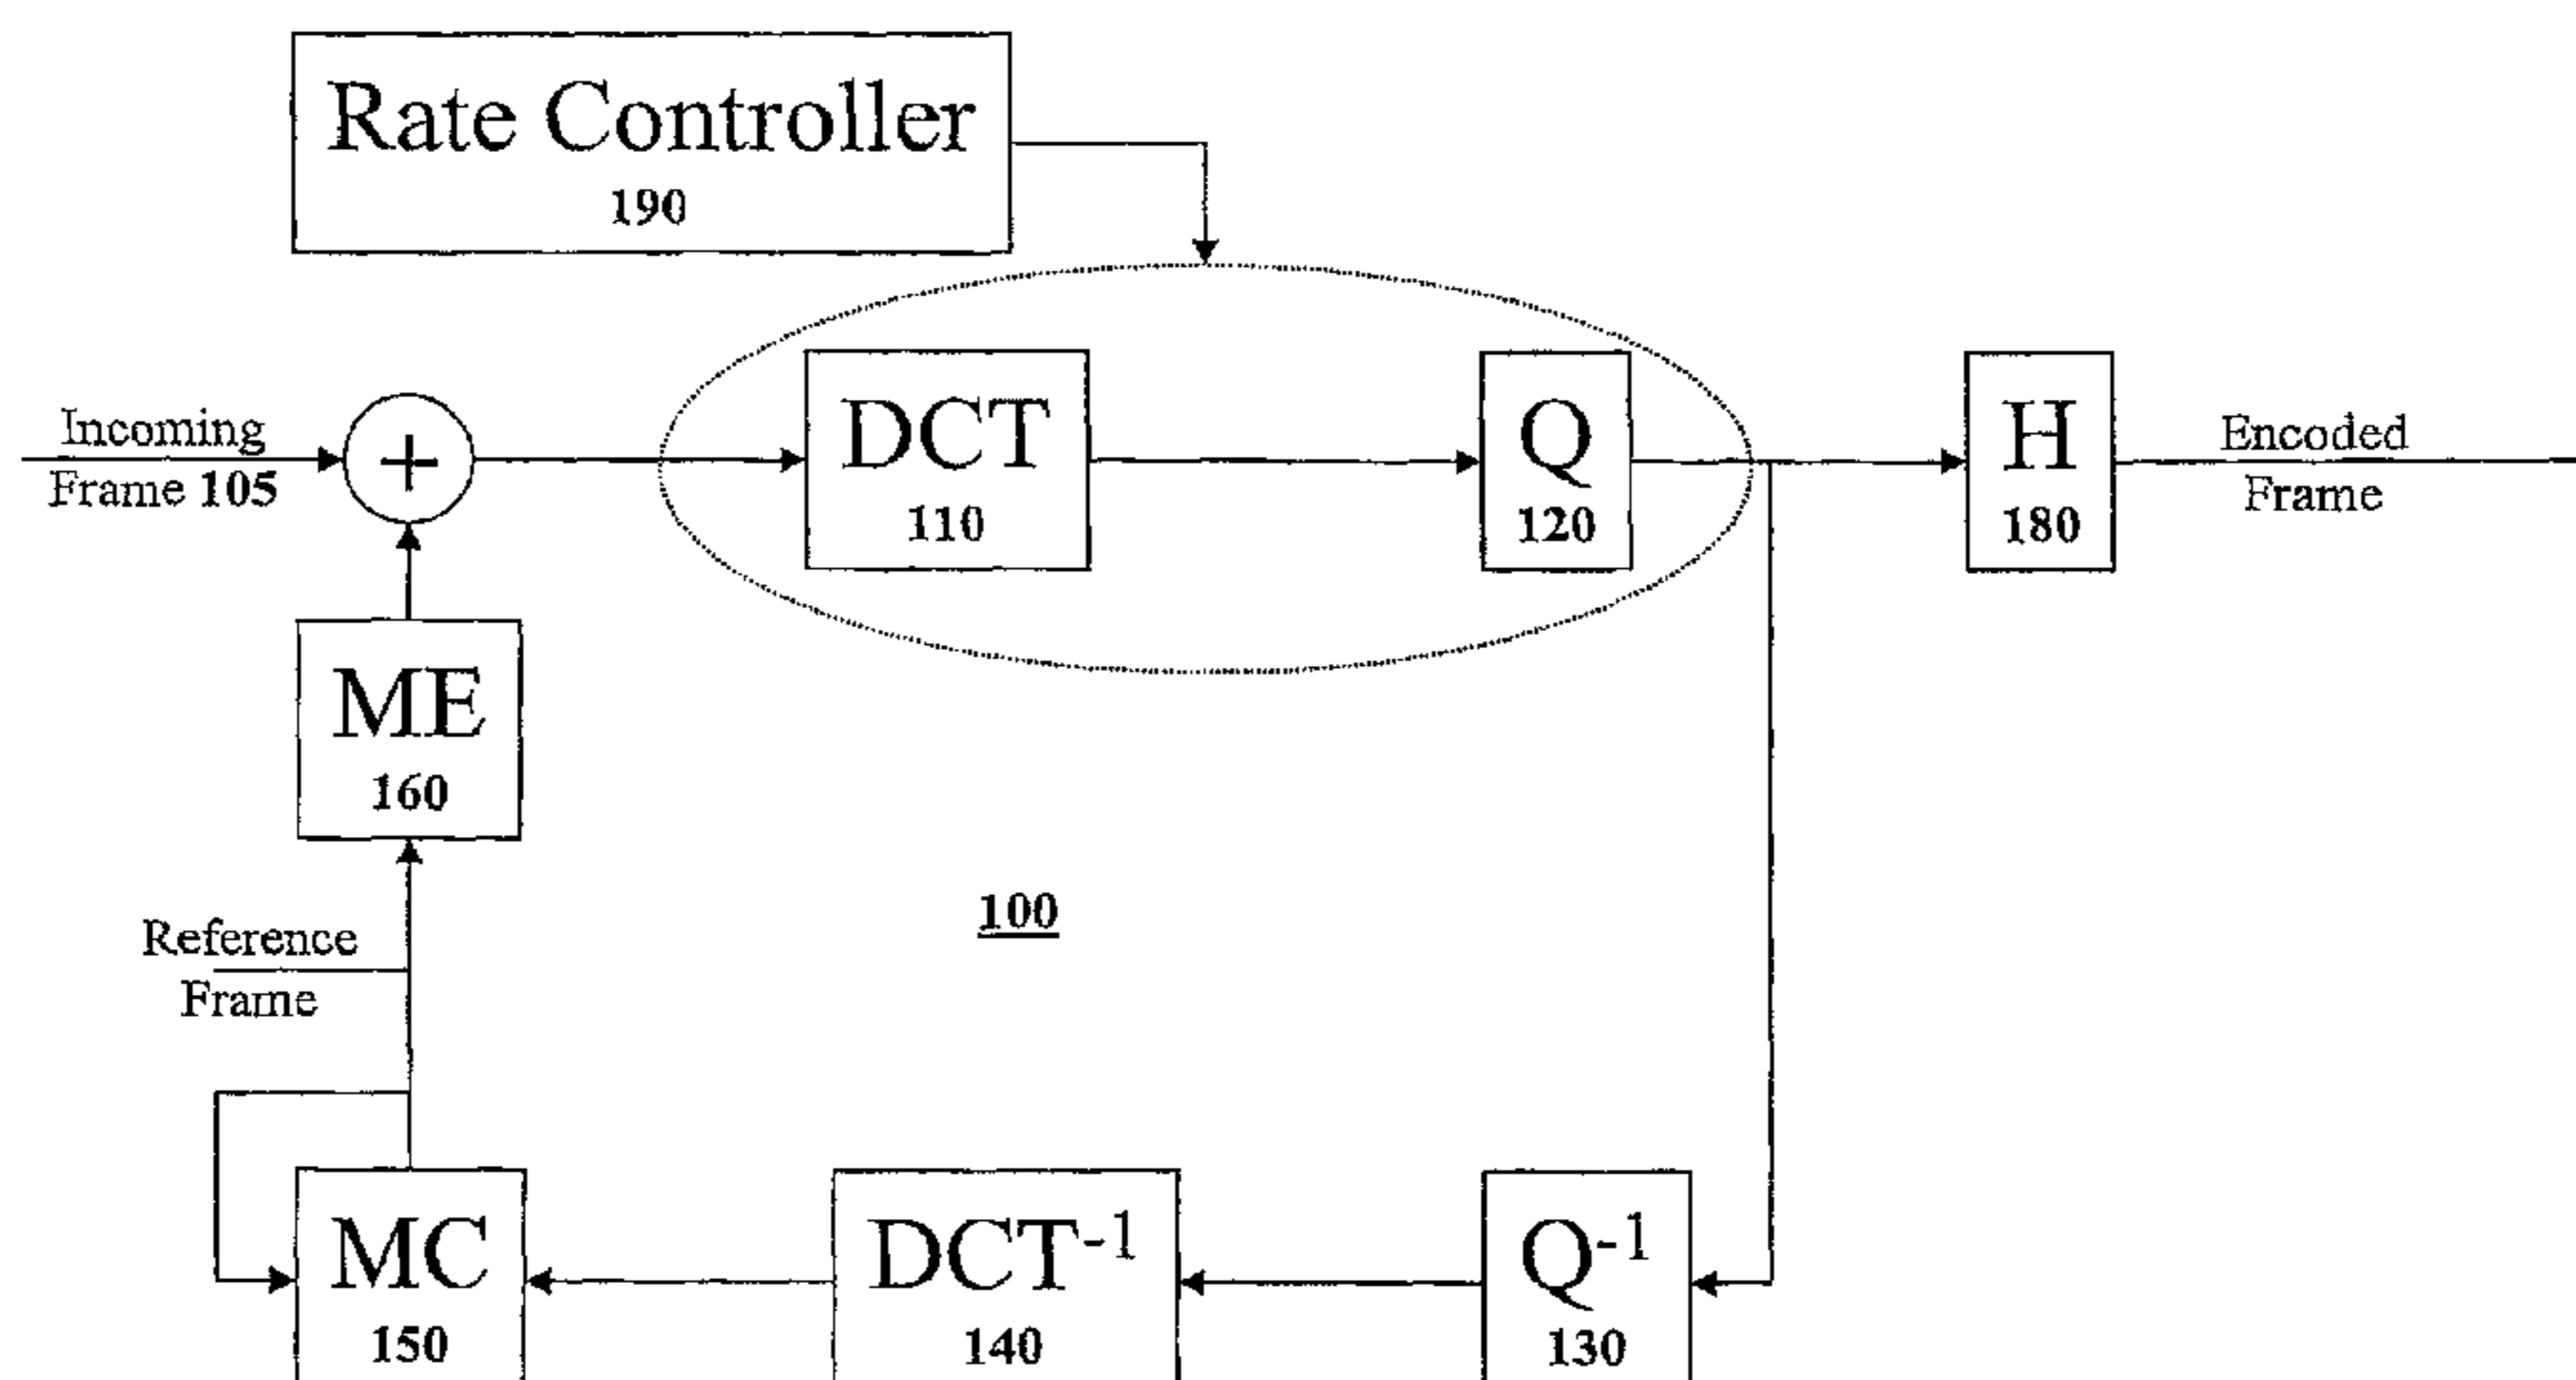 Rate Controller
190
Incoming
Frame 105
+
DCT
110
Q
120
H
180
Encoded
Frame
ME
160
100
Reference
Frame
MC
150
DCT-1
140
Q-1
130